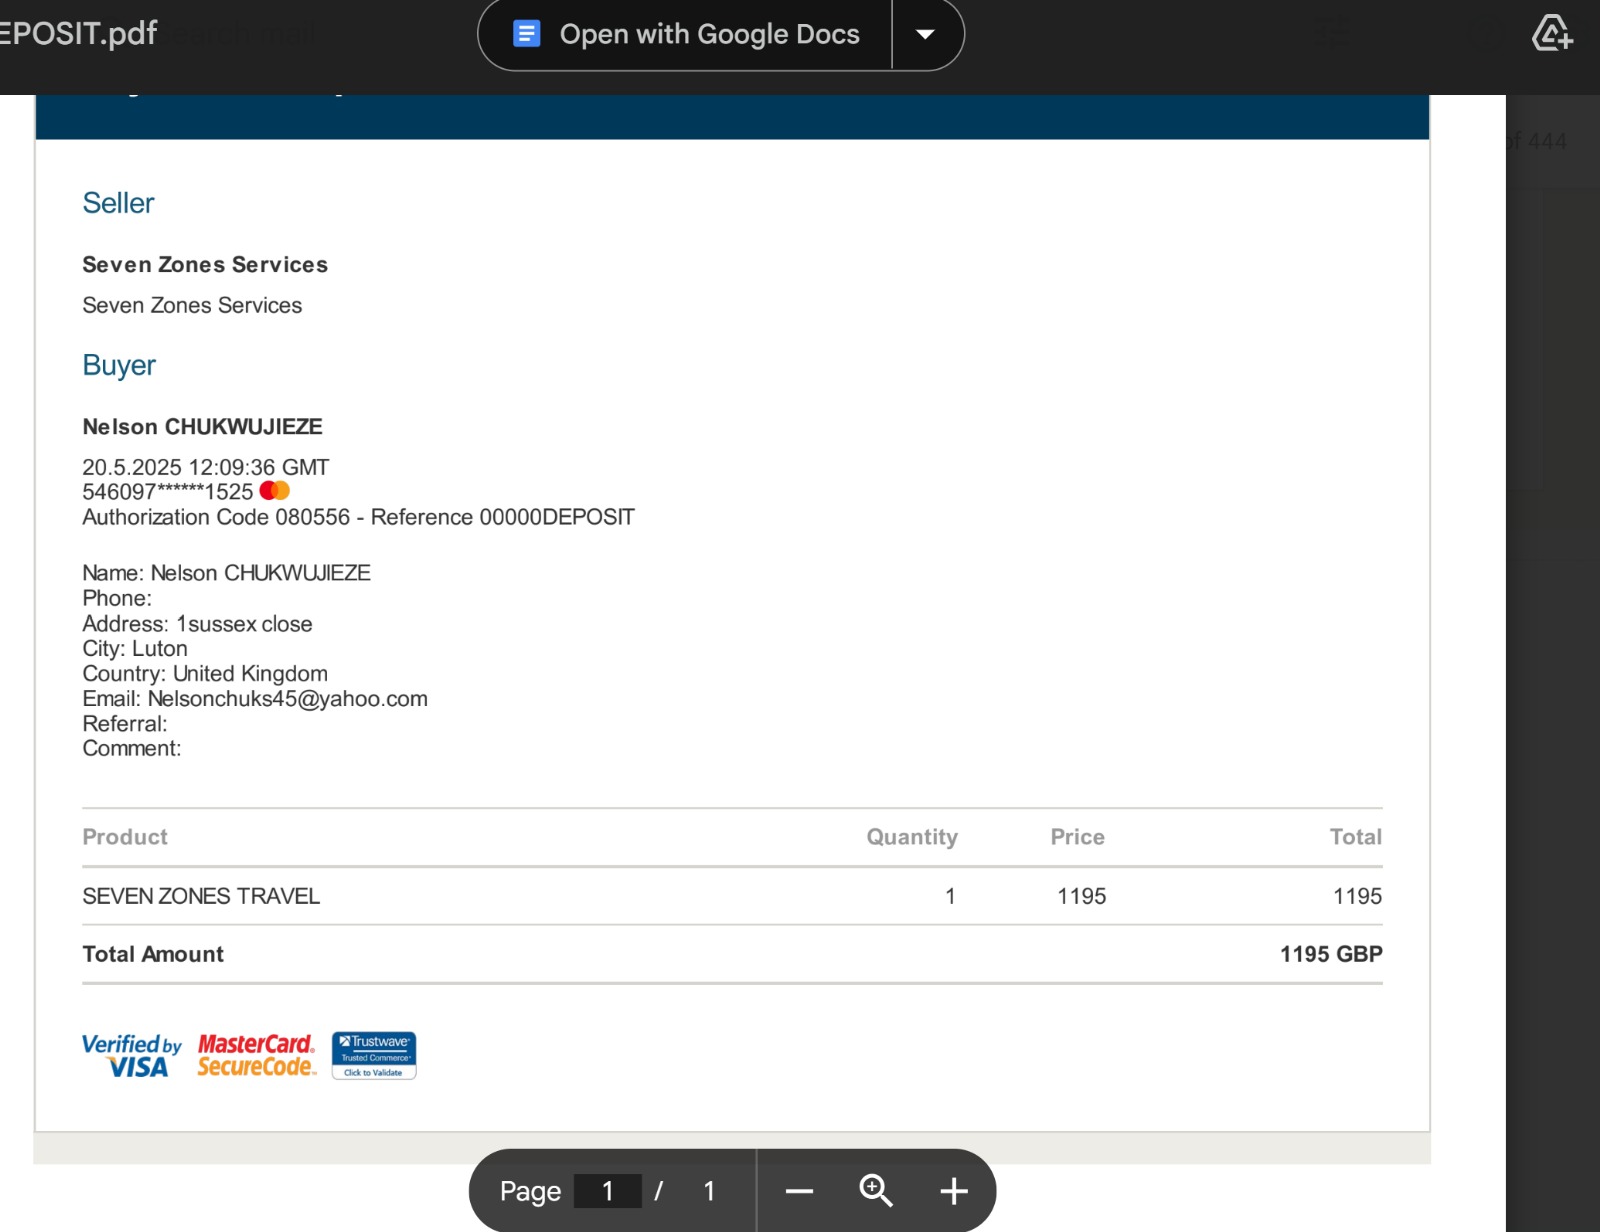 EPOSIT.pdf
Search mail
Open with Google Docs
of 444
Seller
Seven Zones Services
Seven Zones Services
Buyer
Nelson CHUKWUJIEZE
20.5.2025 12:09:36 GMT
546097******1525
Authorization Code 080556 - Reference 00000DEPOSIT
Name: Nelson CHUKWUJIEZE
Phone:
Address: 1sussex close
City: Luton
Country: United Kingdom
Email: Nelsonchuks45@yahoo.com
Referral:
Comment:
Product Quantity Price Total
SEVEN ZONES TRAVEL 1 1195 1195
Total Amount 1195 GBP
Verified by
VISA
MasterCard.
SecureCode.
Trustwave
Trusted Commerce
Click to Validate
Page 1 / 1